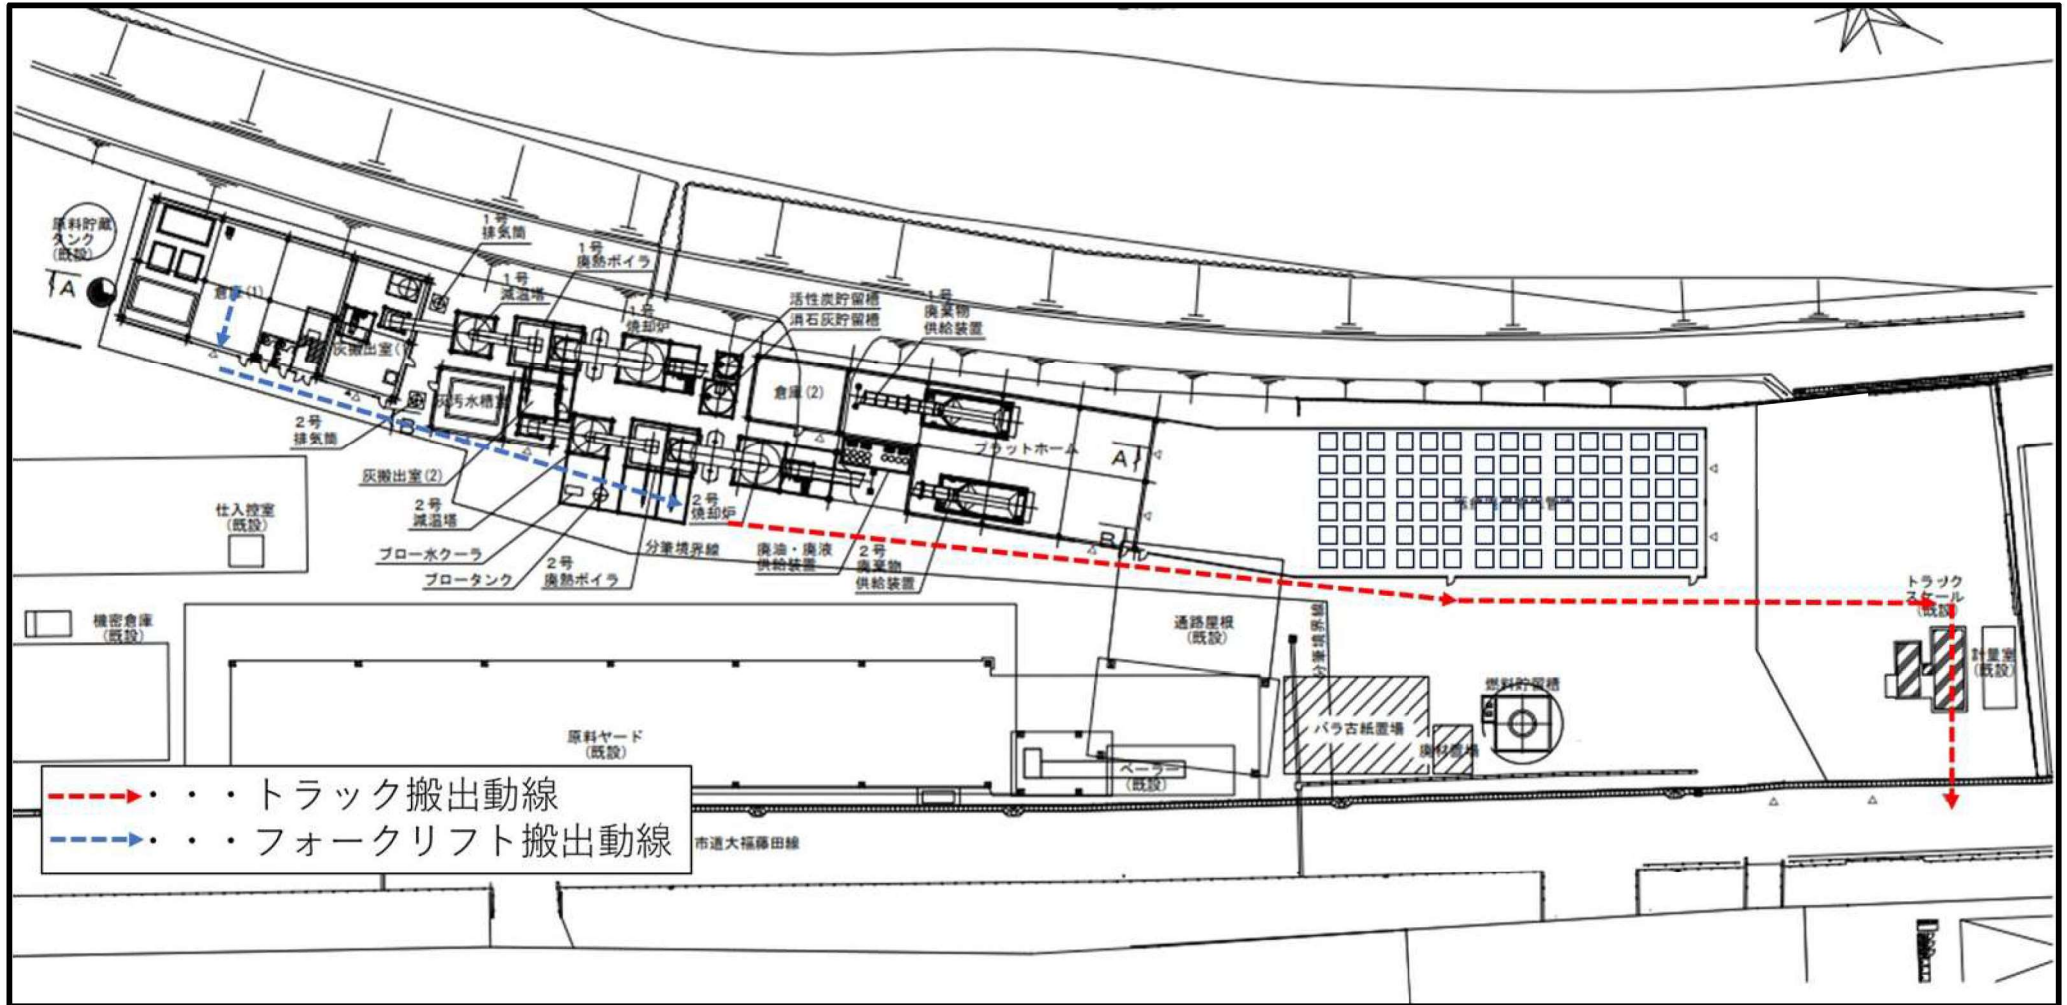 原料貯蔵
タンク
(既設)
A
倉庫(1)
1号
排気筒
1号
廃熱ボイラ
1号
減温塔
1号
焼却炉
活性炭貯留槽
消石灰貯留槽
1号
廃棄物
供給装置
灰搬出室(
灰汚水槽
倉庫(2)
プラットホーム
A
B
2号
排気筒
B
灰搬出室(2)
2号
減温塔
ブロー水クーラ
ブロータンク
2号
廃熱ボイラ
2号
焼却炉
分筆境界線
廃油・廃液
供給装置
2号
廃棄物
供給装置
仕入控室
(既設)
機密倉庫
(既設)
原料ヤード
(既設)
通路屋根
(既設)
分筆境界線
バラ古紙置場
廃材置場
燃料貯留槽
ベーラー
(既設)
トラック
スケール
(既設)
計量室
(既設)
・・・トラック搬出動線
・・・フォークリフト搬出動線
市道大福藤田線